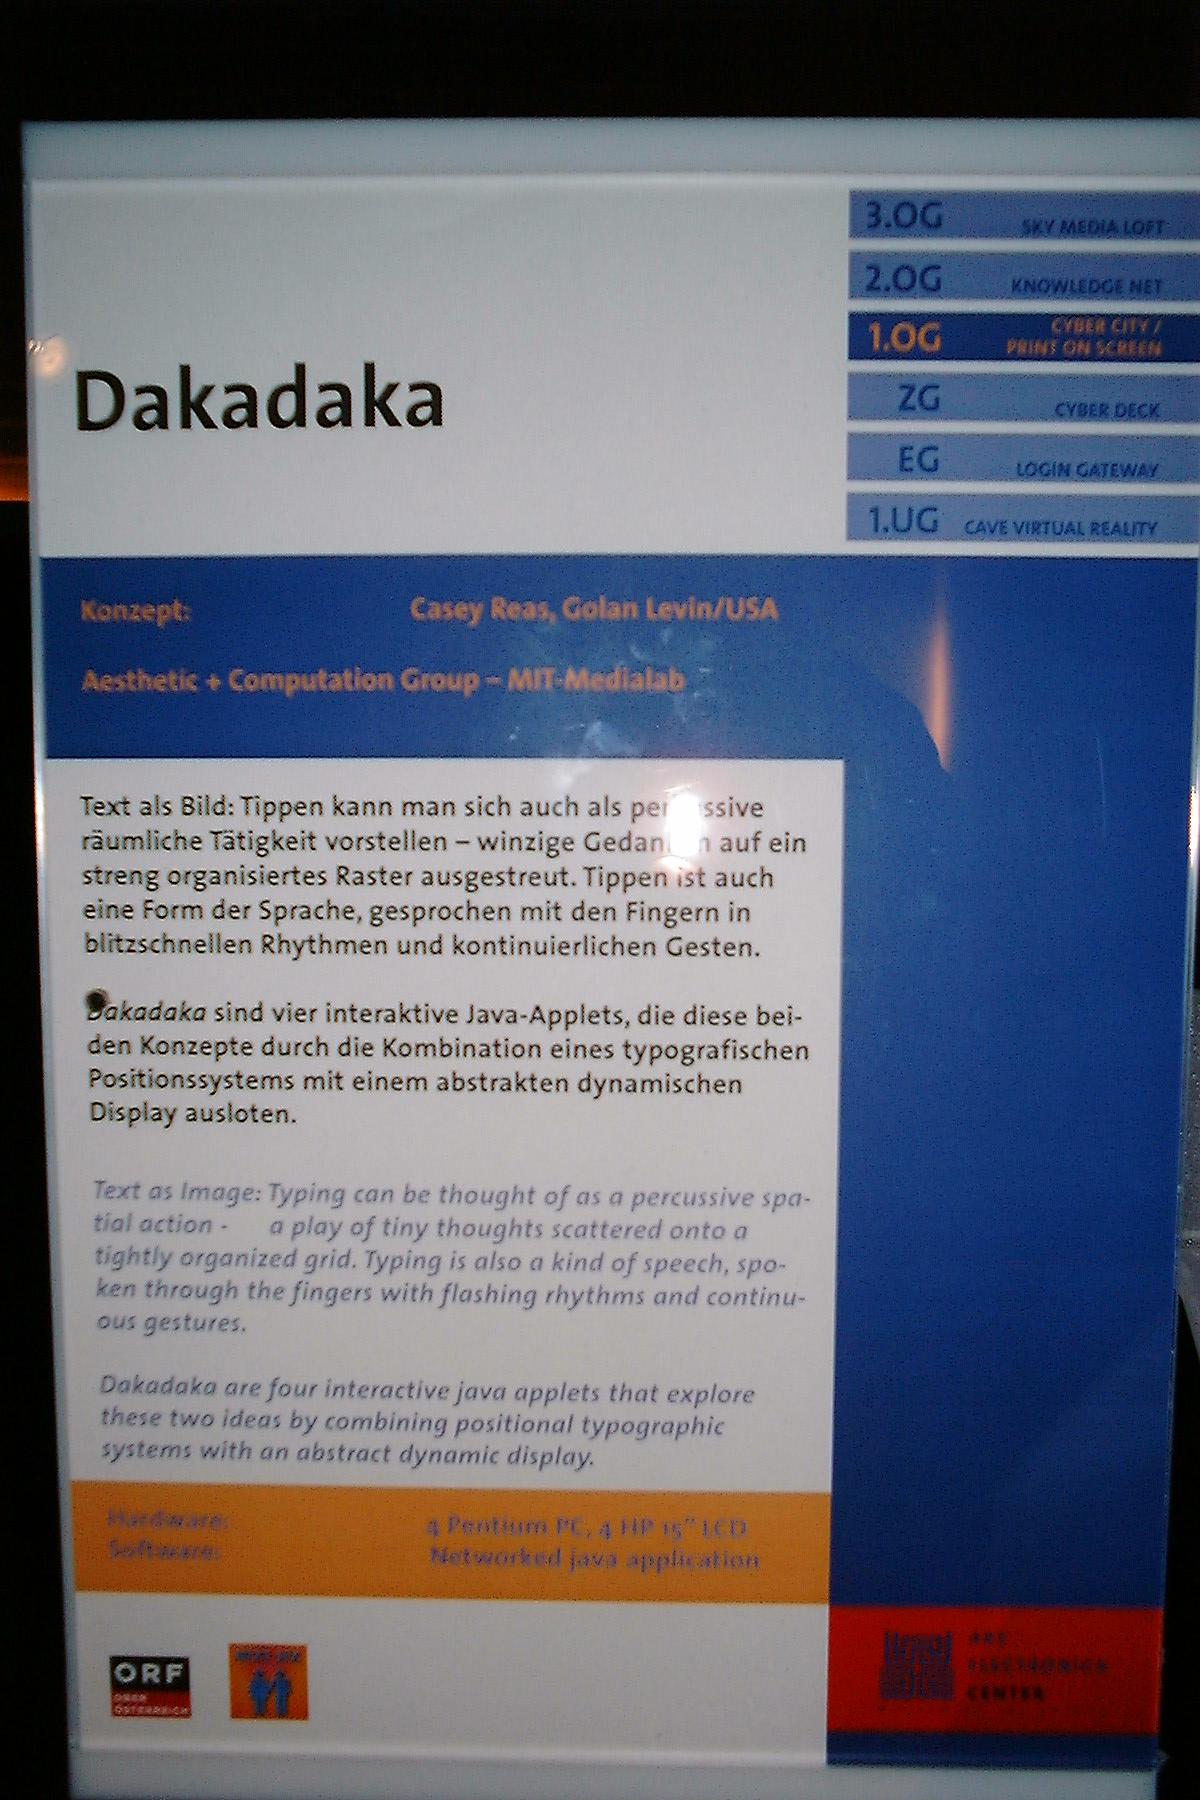 3.OG SKY MEDIA LOFT
2.OG KNOWLEDGE NET
1.OG CYBER CITY /
PRINT ON SCREEN
ZG CYBER DECK
EG LOGIN GATEWAY
1.UG CAVE VIRTUAL REALITY
Dakadaka
Konzept: Casey Reas, Golan Levin/USA
Aesthetic + Computation Group – MIT-Medialab
Text als Bild: Tippen kann man sich auch als
räumliche Tätigkeit vorstellen – winzige auf ein
streng organisiertes Raster ausgestreut. Tippen ist auch
eine Form der Sprache, gesprochen mit den Fingern in
blitzschnellen Rhythmen und kontinuierlichen Gesten.
Dakadaka sind vier interaktive Java-Applets, die diese bei-
den Konzepte durch die Kombination eines typografischen
Positionssystems mit einem abstrakten dynamischen
Display ausloten.
Text as Image: Typing can be thought of as a percussive spa-
tial action - a play of tiny thoughts scattered onto a
tightly organized grid. Typing is also a kind of speech, spo-
ken through the fingers with flashing rhythms and continu-
ous gestures.
Dakadaka are four interactive java applets that explore
these two ideas by combining positional typographic
systems with an abstract dynamic display.
Hardware: 4 Pentium PC, 4 HP 15" LCD
Software: Networked java application
ORF
OBER
ÖSTERREICH
ARS
ELECTRONICA
CENTER